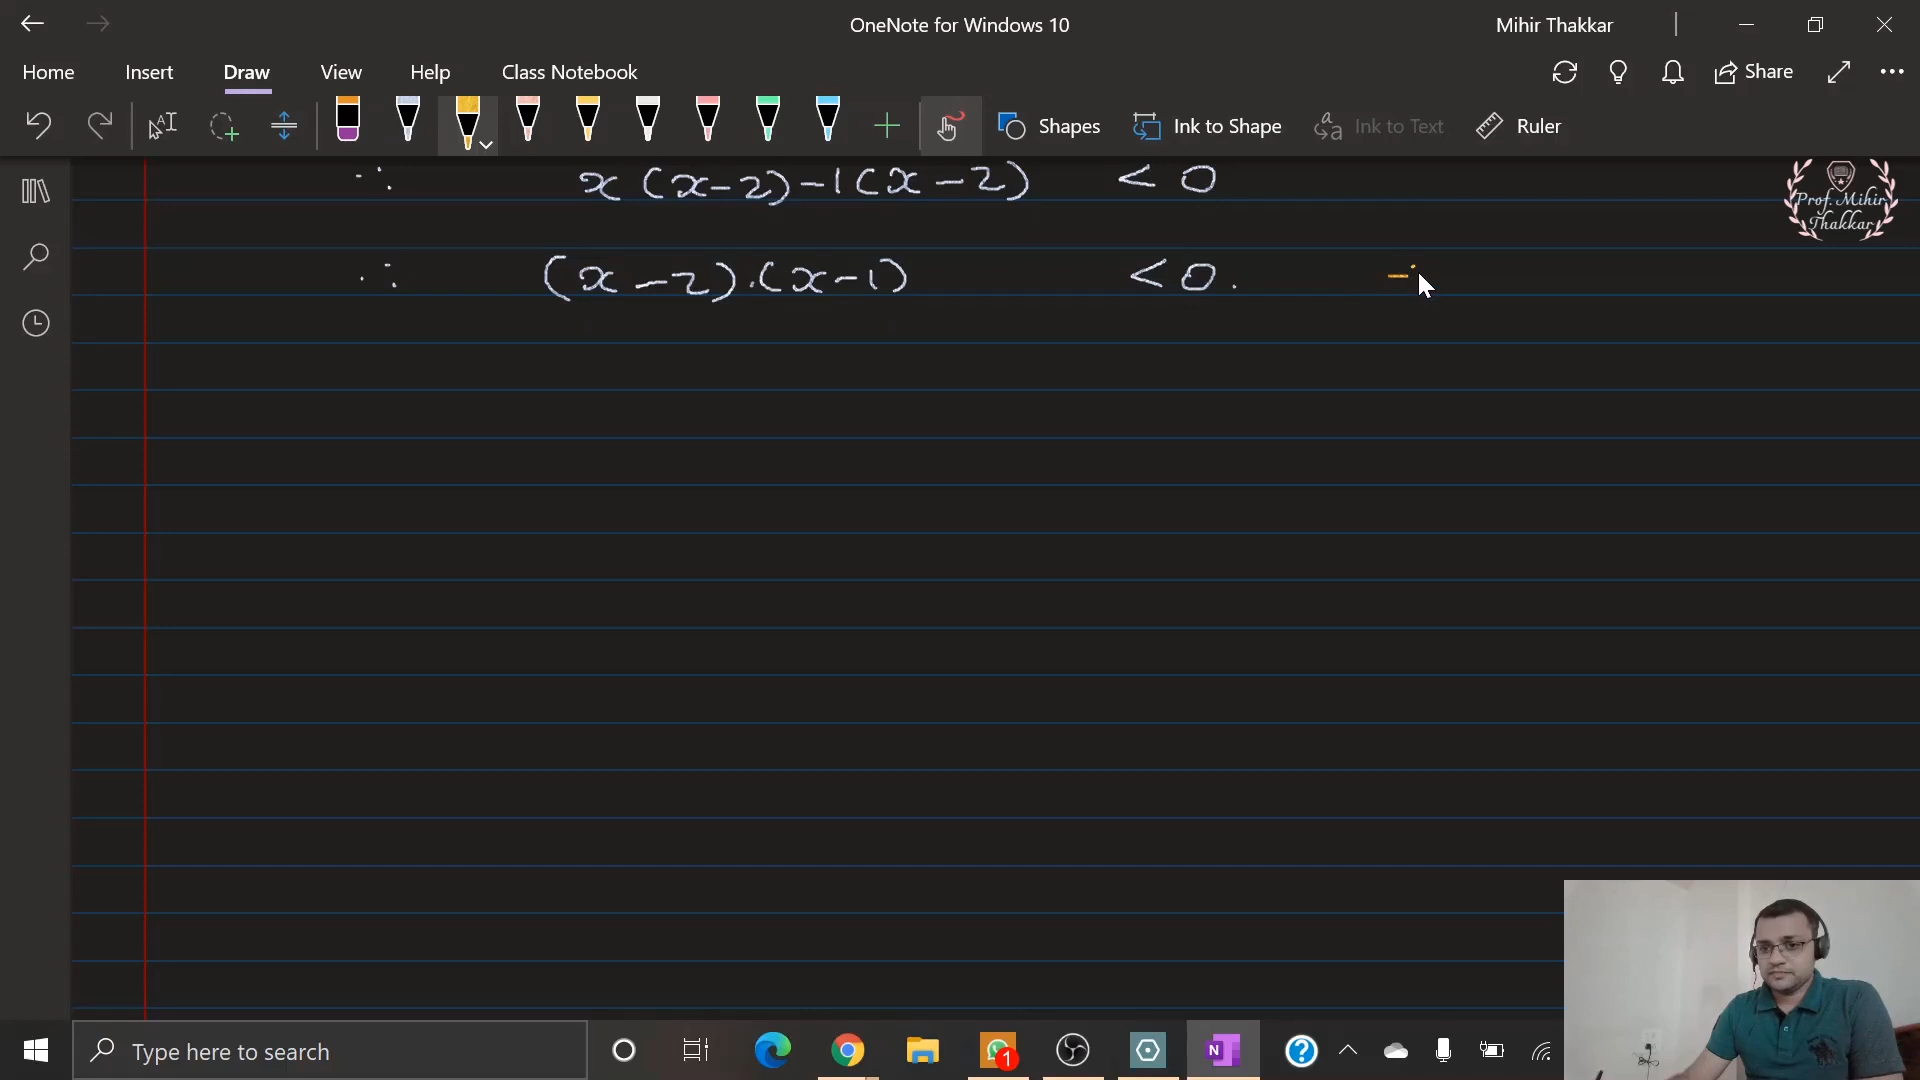 OneNote for Windows 10
Mihir Thakkar
Home Insert Draw View Help Class Notebook
Share
Shapes Ink to Shape Ink to Text Ruler
∴ x(x-2)-1(x-2) < 0
Prof. Mihir
Thakkar
∴ (x-2).(x-1) < 0.
Type here to search
1